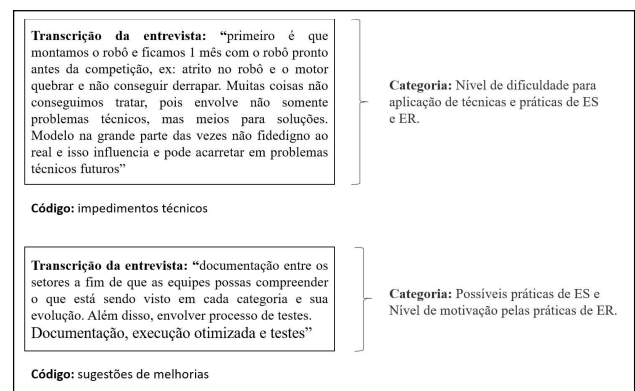 Transcrição da entrevista: “primeiro é que
montamos o robô e ficamos 1 mês com o robô pronto
antes da competição, ex: atrito no robô e o motor
quebrar e não conseguir derrapar. Muitas coisas não
conseguimos tratar, pois envolve não somente
problemas técnicos, mas meios para soluções.
Modelo na grande parte das vezes não fidedigno ao
real e isso influencia e pode acarretar em problemas
técnicos futuros”
Categoria: Nível de dificuldade para
aplicação de técnicas e práticas de ES
e ER.
Código: impedimentos técnicos
Transcrição da entrevista: “documentação entre os
setores a fim de que as equipes possas compreender
o que está sendo visto em cada categoria e sua
evolução. Além disso, envolver processo de testes.
Documentação, execução otimizada e testes”
Categoria: Possíveis práticas de ES e
Nível de motivação pelas práticas de ER.
Código: sugestões de melhorias